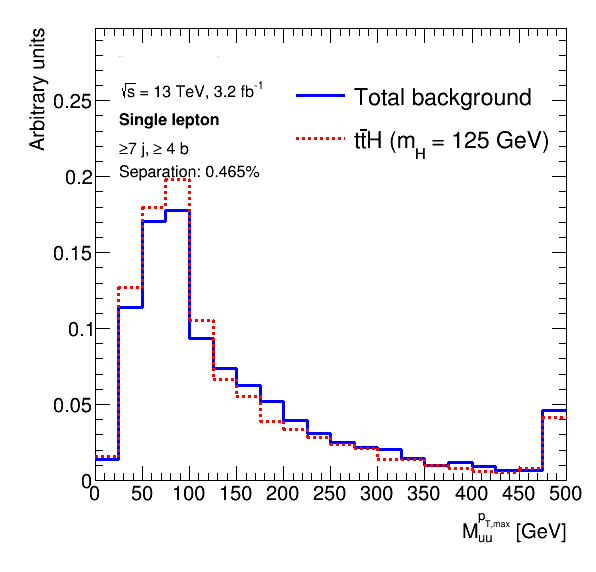 Arbitrary units
√s = 13 TeV, 3.2 fb⁻¹
Single lepton
≥7 j, ≥ 4 b
Separation: 0.465%
Total background
tt̄H (m_H = 125 GeV)
0.25
0.2
0.15
0.1
0.05
0
0 50 100 150 200 250 300 350 400 450 500
M_uu^p_T,max [GeV]